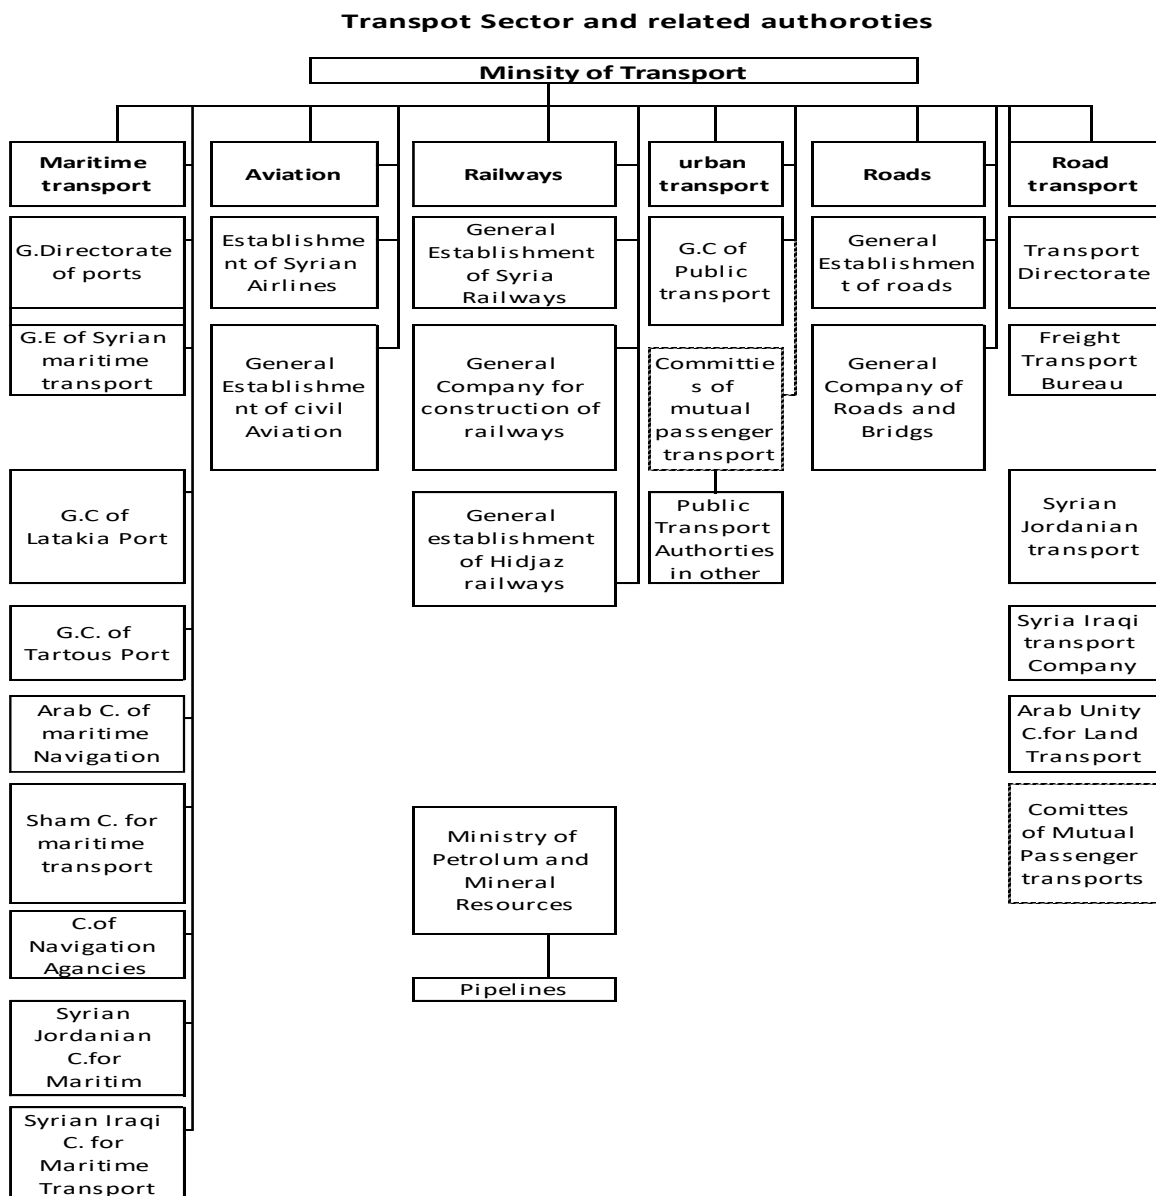 Transpot Sector and related authoroties
Minsity of Transport
Maritime
transport
G.Directorate
of ports
G.E of Syrian
maritime
transport
G.C of
Latakia Port
G.C. of
Tartous Port
Arab C. of
maritime
Navigation
Sham C. for
maritime
transport
C.of
Navigation
Agancies
Syrian
Jordanian
C.for
Maritim
Syrian Iraqi
C. for
Maritime
Transport
Aviation
Establishme
nt of Syrian
Airlines
General
Establishme
nt of civil
Aviation
Railways
General
Establishment
of Syria
Railways
General
Company for
construction of
railways
General
establishment
of Hidjaz
railways
Ministry of
Petrolum and
Mineral
Resources
Pipelines
urban
transport
G.C of
Public
transport
Committie
s of
mutual
passenger
transport
Public
Transport
Authorties
in other
Roads
General
Establishmen
t of roads
General
Company of
Roads and
Bridgs
Road
transport
Transport
Directorate
Freight
Transport
Bureau
Syrian
Jordanian
transport
Syria Iraqi
transport
Company
Arab Unity
C.for Land
Transport
Comittes
of Mutual
Passenger
transports